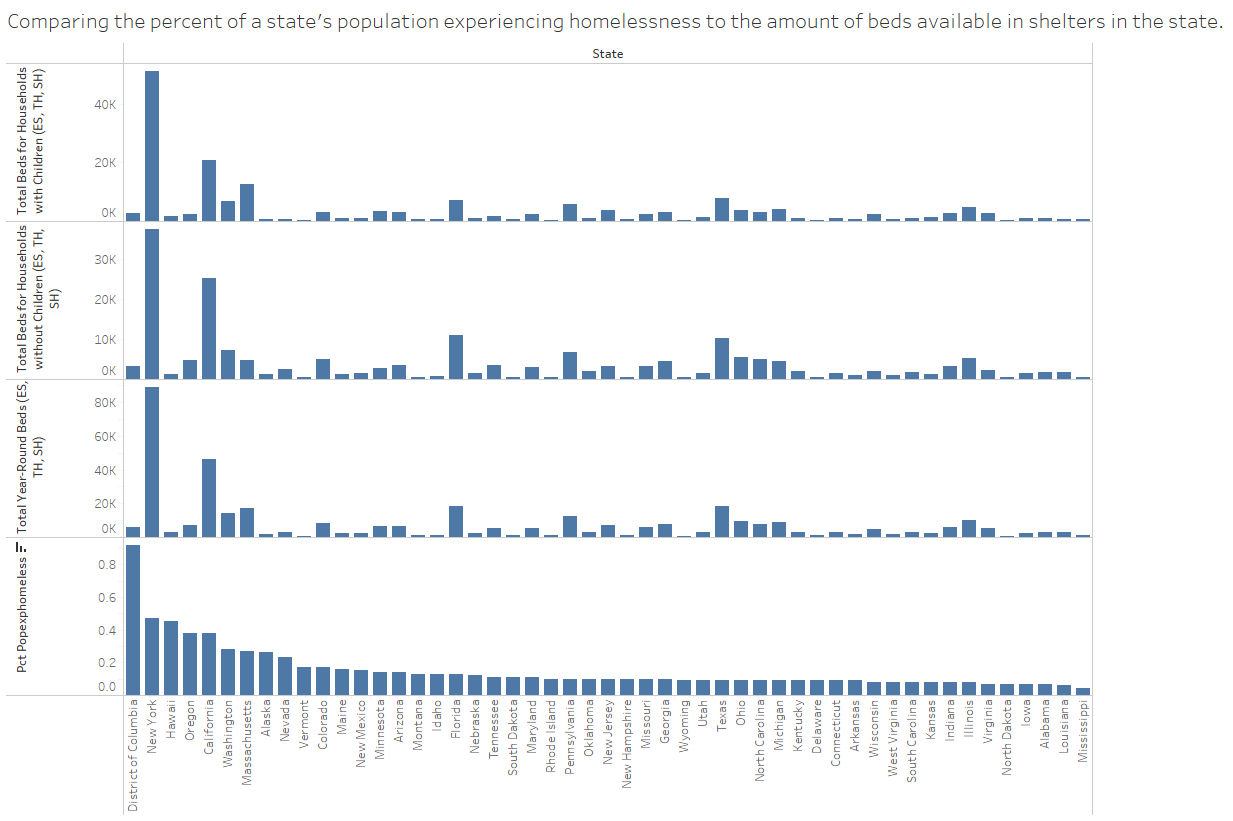 Comparing the percent of a state's population experiencing homelessness to the amount of beds available in shelters in the state.
State
Total Beds for Households
with Children (ES, TH, SH)
40K
20K
0K
Total Beds for Households
without Children (ES, TH,
SH)
30K
20K
10K
0K
Total Year-Round Beds (ES,
TH, SH)
80K
60K
40K
20K
0K
Pct Popexphomeless
0.8
0.6
0.4
0.2
0.0
District of Columbia
New York
Hawaii
Oregon
California
Washington
Massachusetts
Alaska
Nevada
Vermont
Colorado
Maine
New Mexico
Minnesota
Arizona
Montana
Idaho
Florida
Nebraska
Tennessee
South Dakota
Maryland
Rhode Island
Pennsylvania
Oklahoma
New Jersey
New Hampshire
Missouri
Georgia
Wyoming
Utah
Texas
Ohio
North Carolina
Michigan
Kentucky
Delaware
Connecticut
Arkansas
Wisconsin
West Virginia
South Carolina
Kansas
Indiana
Illinois
Virginia
North Dakota
Iowa
Alabama
Louisiana
Mississippi